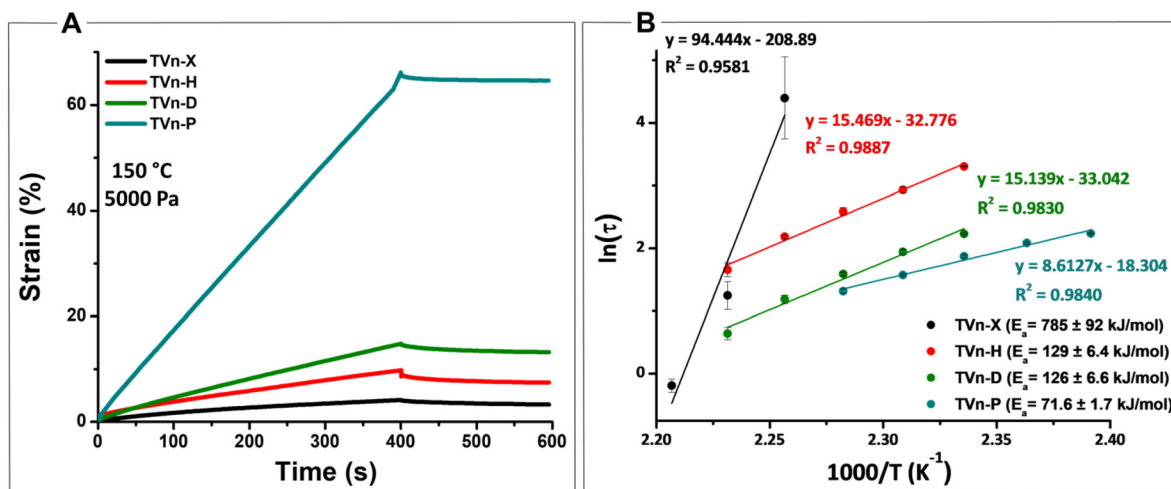 A
TVn-X
TVn-H
TVn-D
TVn-P
150 °C
5000 Pa
Strain (%)
60
40
20
0
0 100 200 300 400 500 600
Time (s)
B
y = 94.444x - 208.89
R² = 0.9581
y = 15.469x - 32.776
R² = 0.9887
y = 15.139x - 33.042
R² = 0.9830
y = 8.6127x - 18.304
R² = 0.9840
TVn-X (Eₐ= 785 ± 92 kJ/mol)
TVn-H (Eₐ= 129 ± 6.4 kJ/mol)
TVn-D (Eₐ= 126 ± 6.6 kJ/mol)
TVn-P (Eₐ= 71.6 ± 1.7 kJ/mol)
ln(τ)
4
2
0
2.20 2.25 2.30 2.35 2.40
1000/T (K⁻¹)